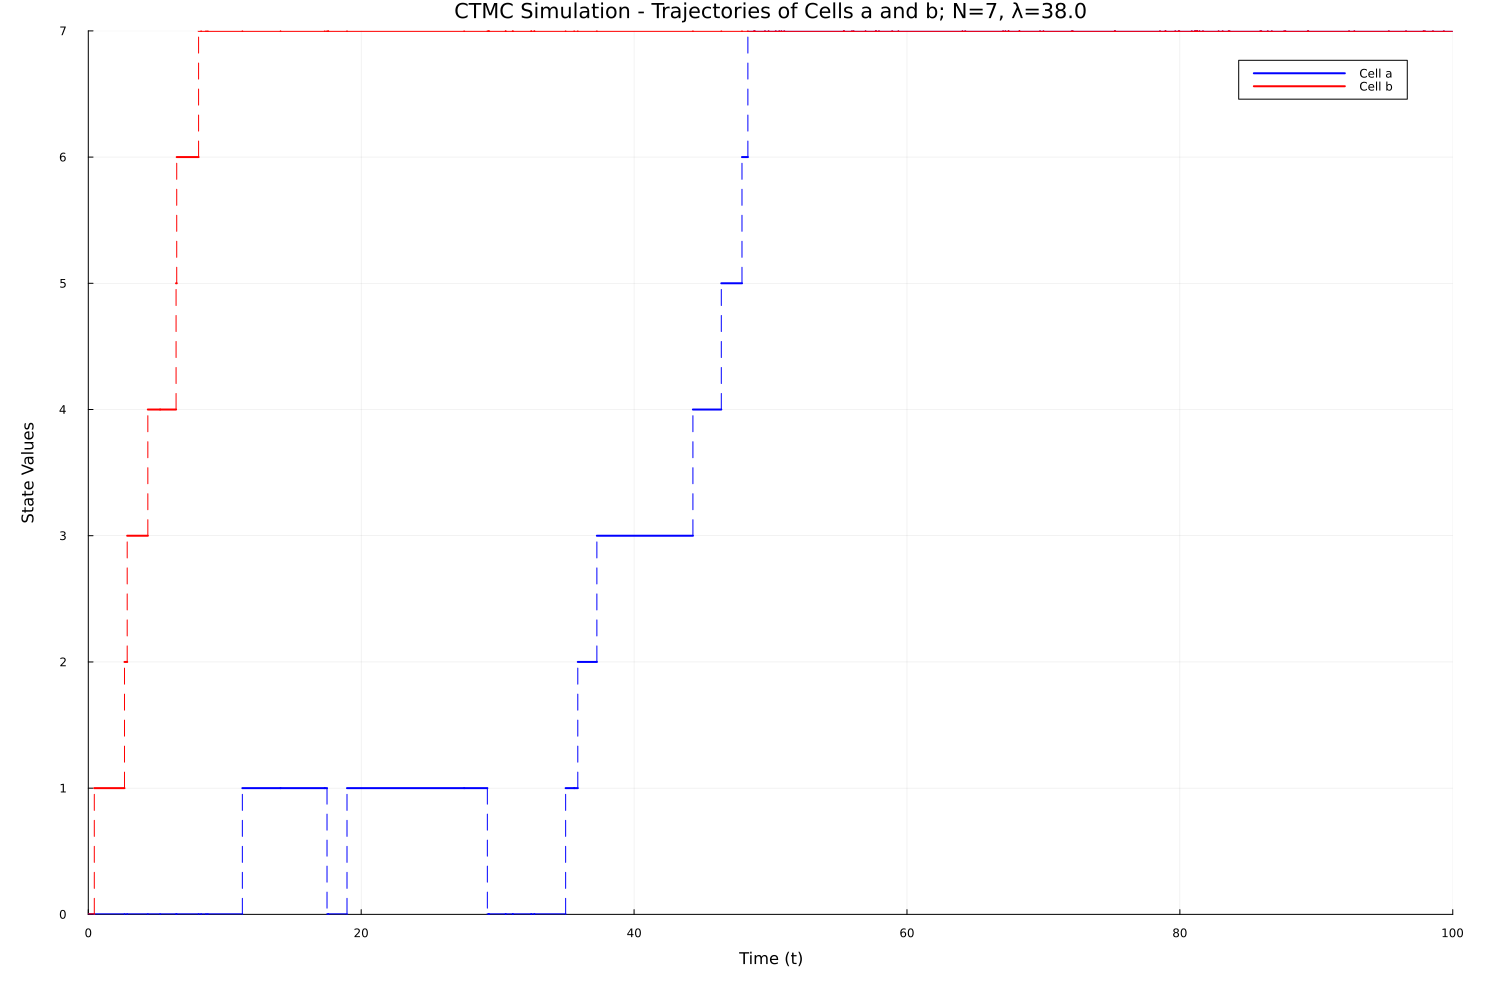 CTMC Simulation - Trajectories of Cells a and b; N=7, λ=38.0
7
Cell a
Cell b
6
5
4
State Values
3
2
1
0
0 20 40 60 80 100
Time (t)